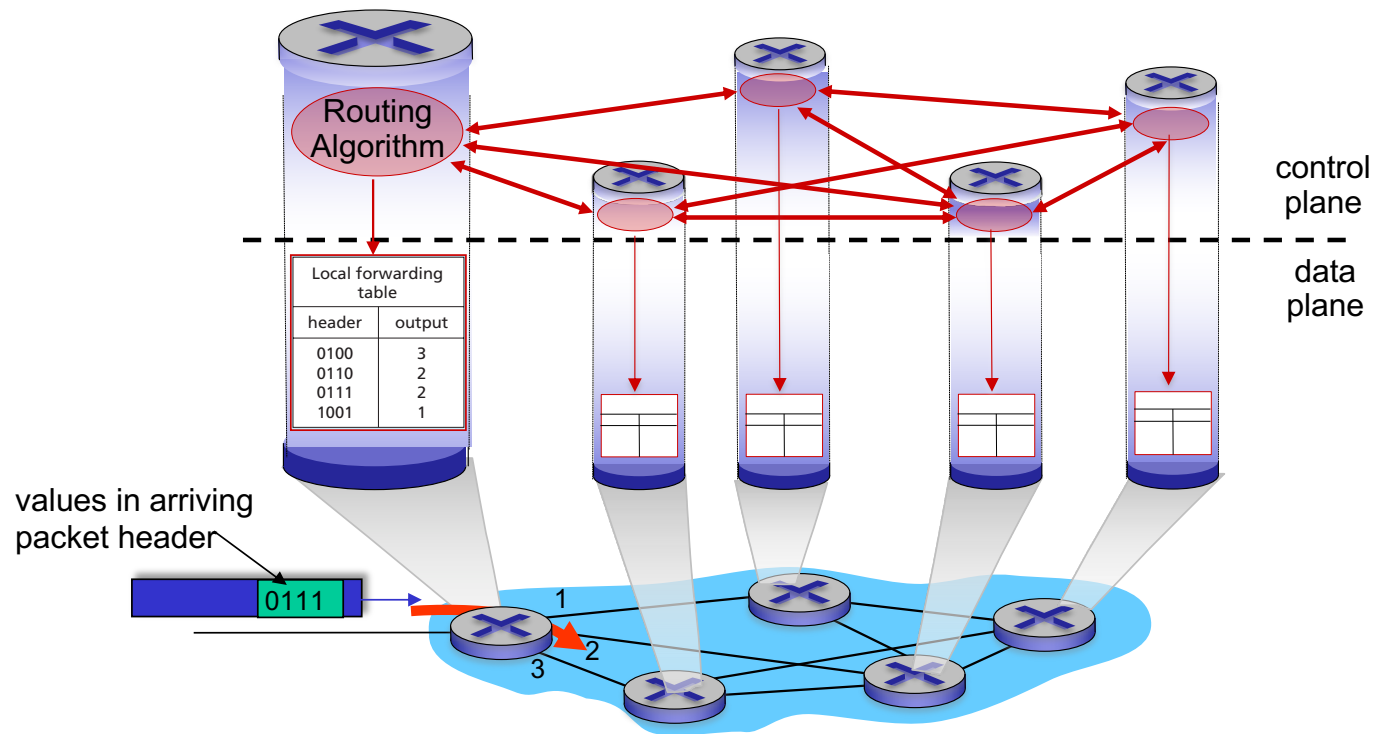 Routing
Algorithm
control
plane
data
plane
Local forwarding
table
header output
0100 3
0110 2
0111 2
1001 1
values in arriving
packet header
0111
1
2
3